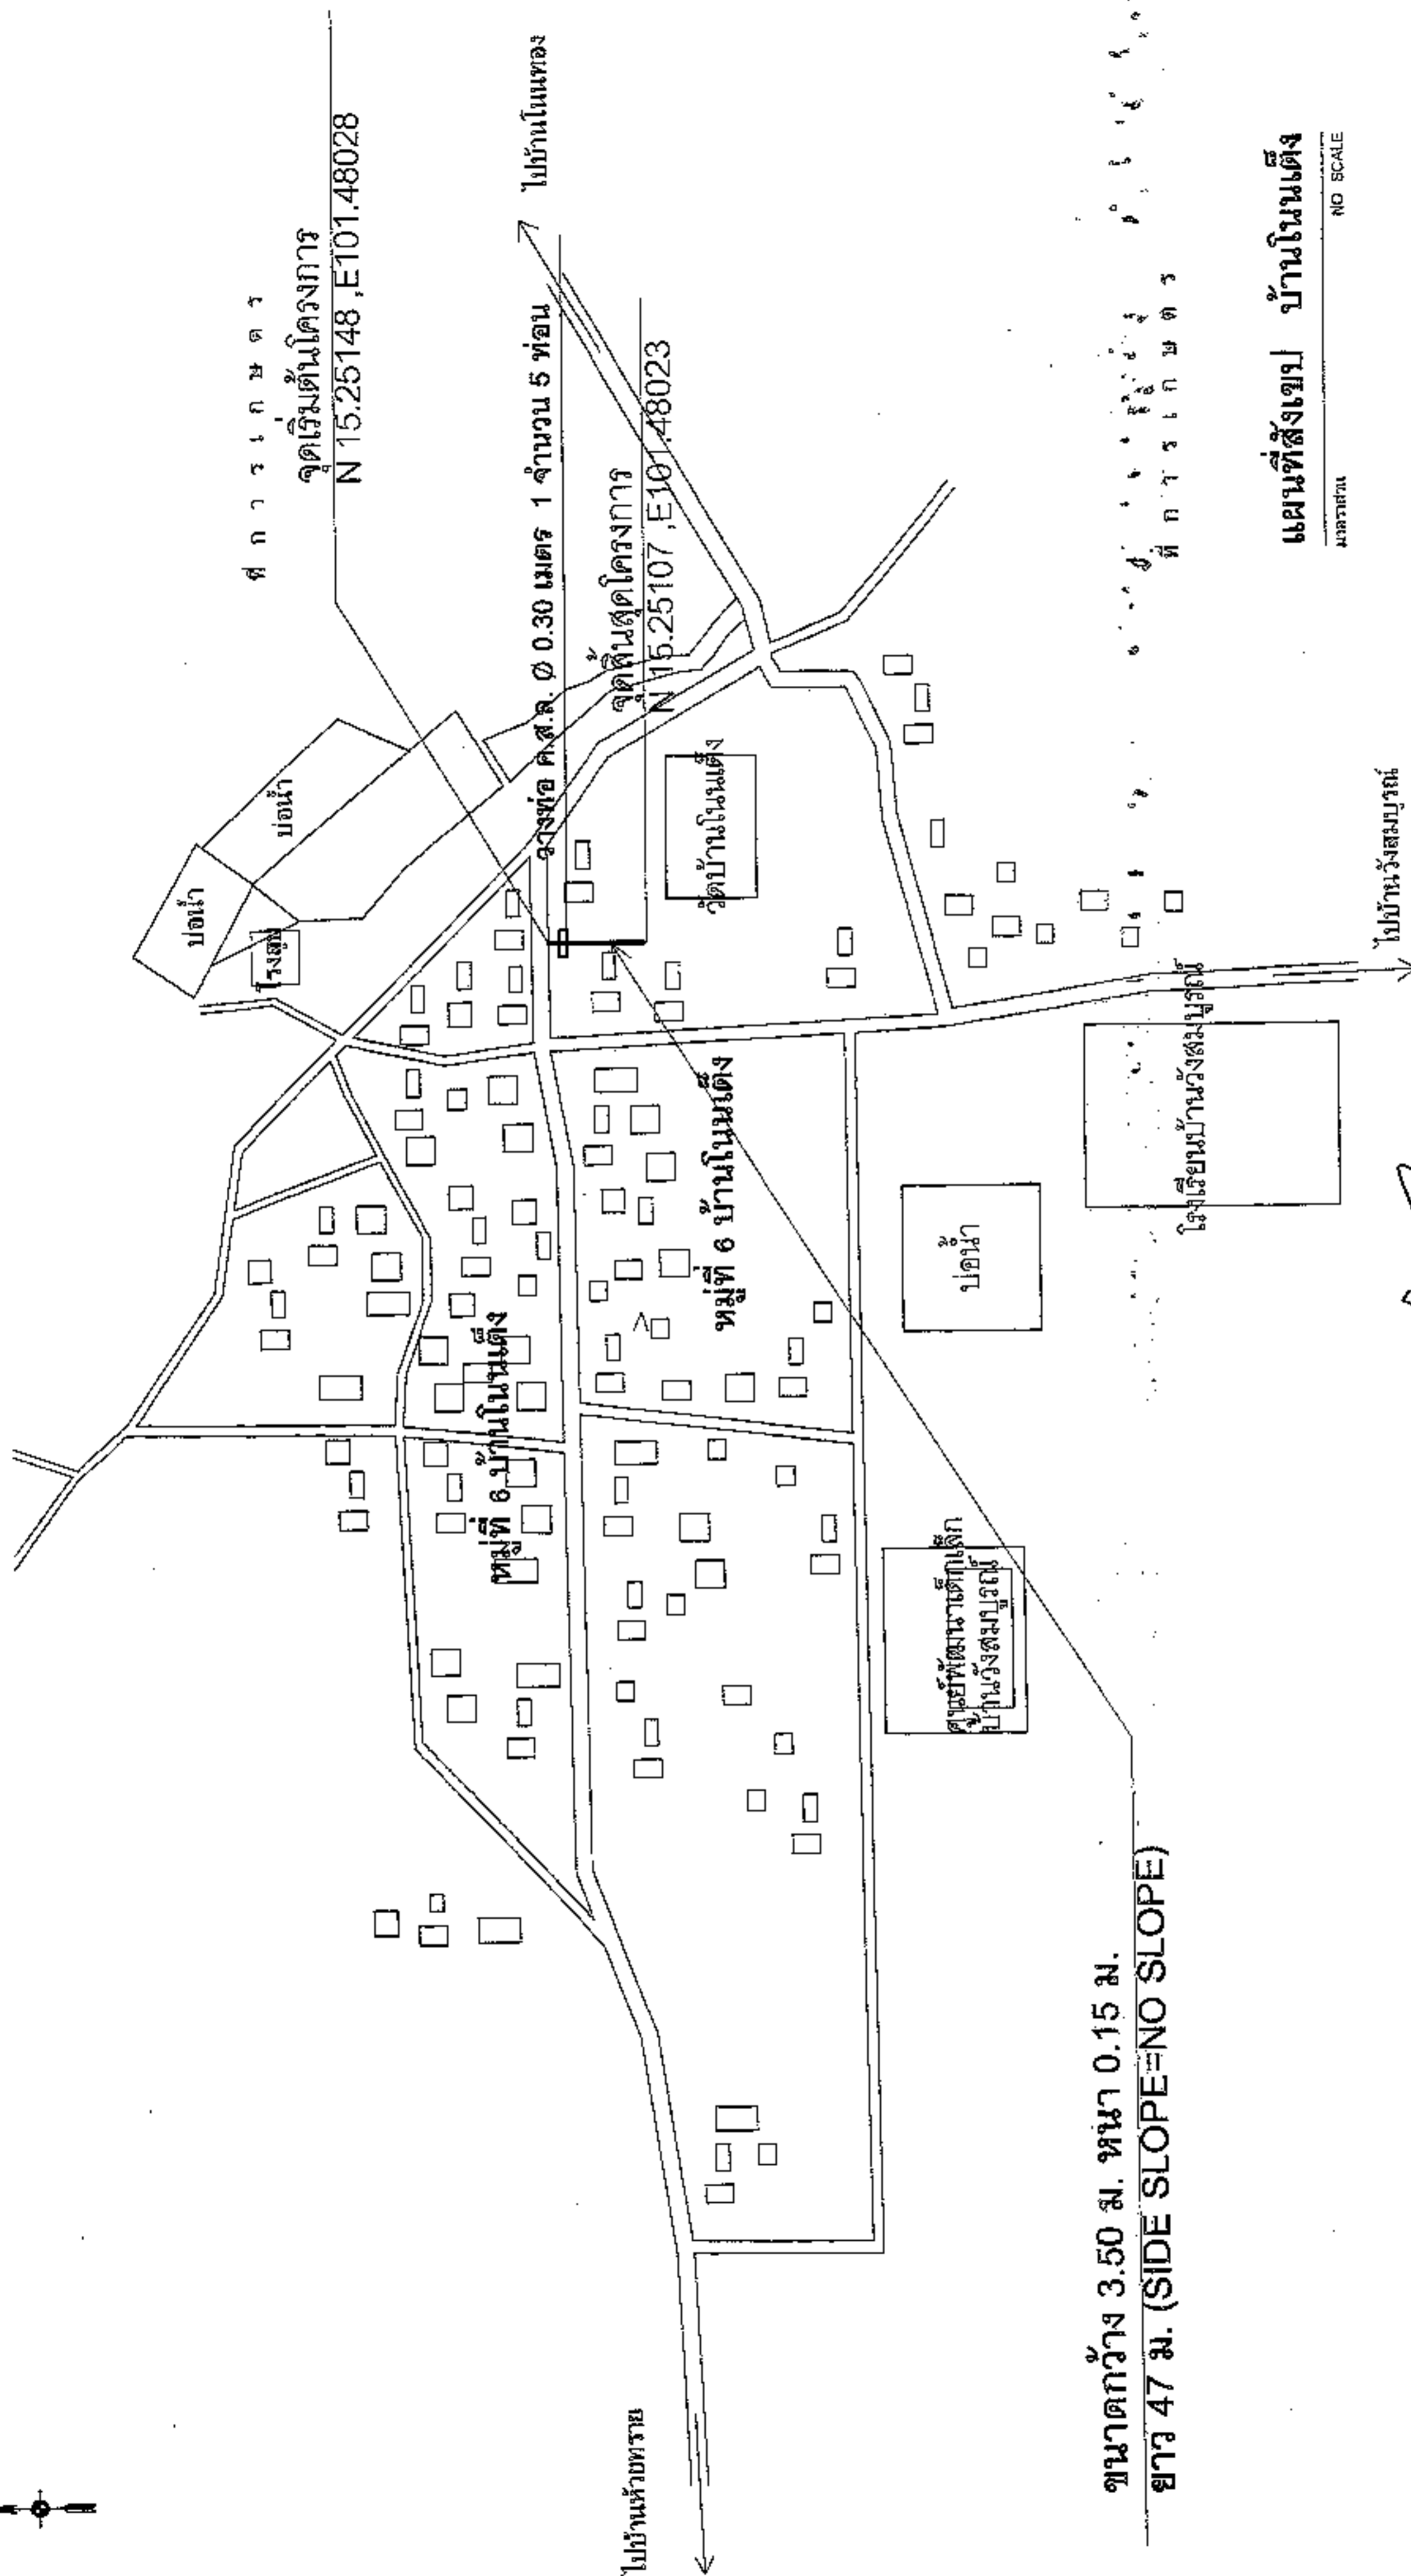 ที่ ก า ร เ ก ษ ต ร
จุดเริ่มต้นโครงการ
N 15.25148 ,E101.48028
ไปบ้านโนนทอง
วางท่อ ค.ส.ล. Ø 0.30 เมตร 1 จำนวน 5 ท่อน
จุดสิ้นสุดโครงการ
N 15.25107 ,E101.48023
บ่อน้ำ
บ่อน้ำ
โรงสูบ
วัดบ้านโนนเต็ง
หมู่ที่ 6 บ้านโนนเต็ง
หมู่ที่ 6 บ้านโนนเต็ง
บ่อน้ำ
โรงเรียนบ้านวังสมบูรณ์
ศูนย์พัฒนาเด็กเล็ก
บ้านวังสมบูรณ์
ไปบ้านห้วยทราย
ไปบ้านวังสมบูรณ์
ที่ ก า ร เ ก ษ ต ร
ขนาดกว้าง 3.50 ม. หนา 0.15 ม.
ยาว 47 ม. (SIDE SLOPE=NO SLOPE)
แผนที่สังเขป บ้านโนนเต็ง
มาตราส่วน NO SCALE